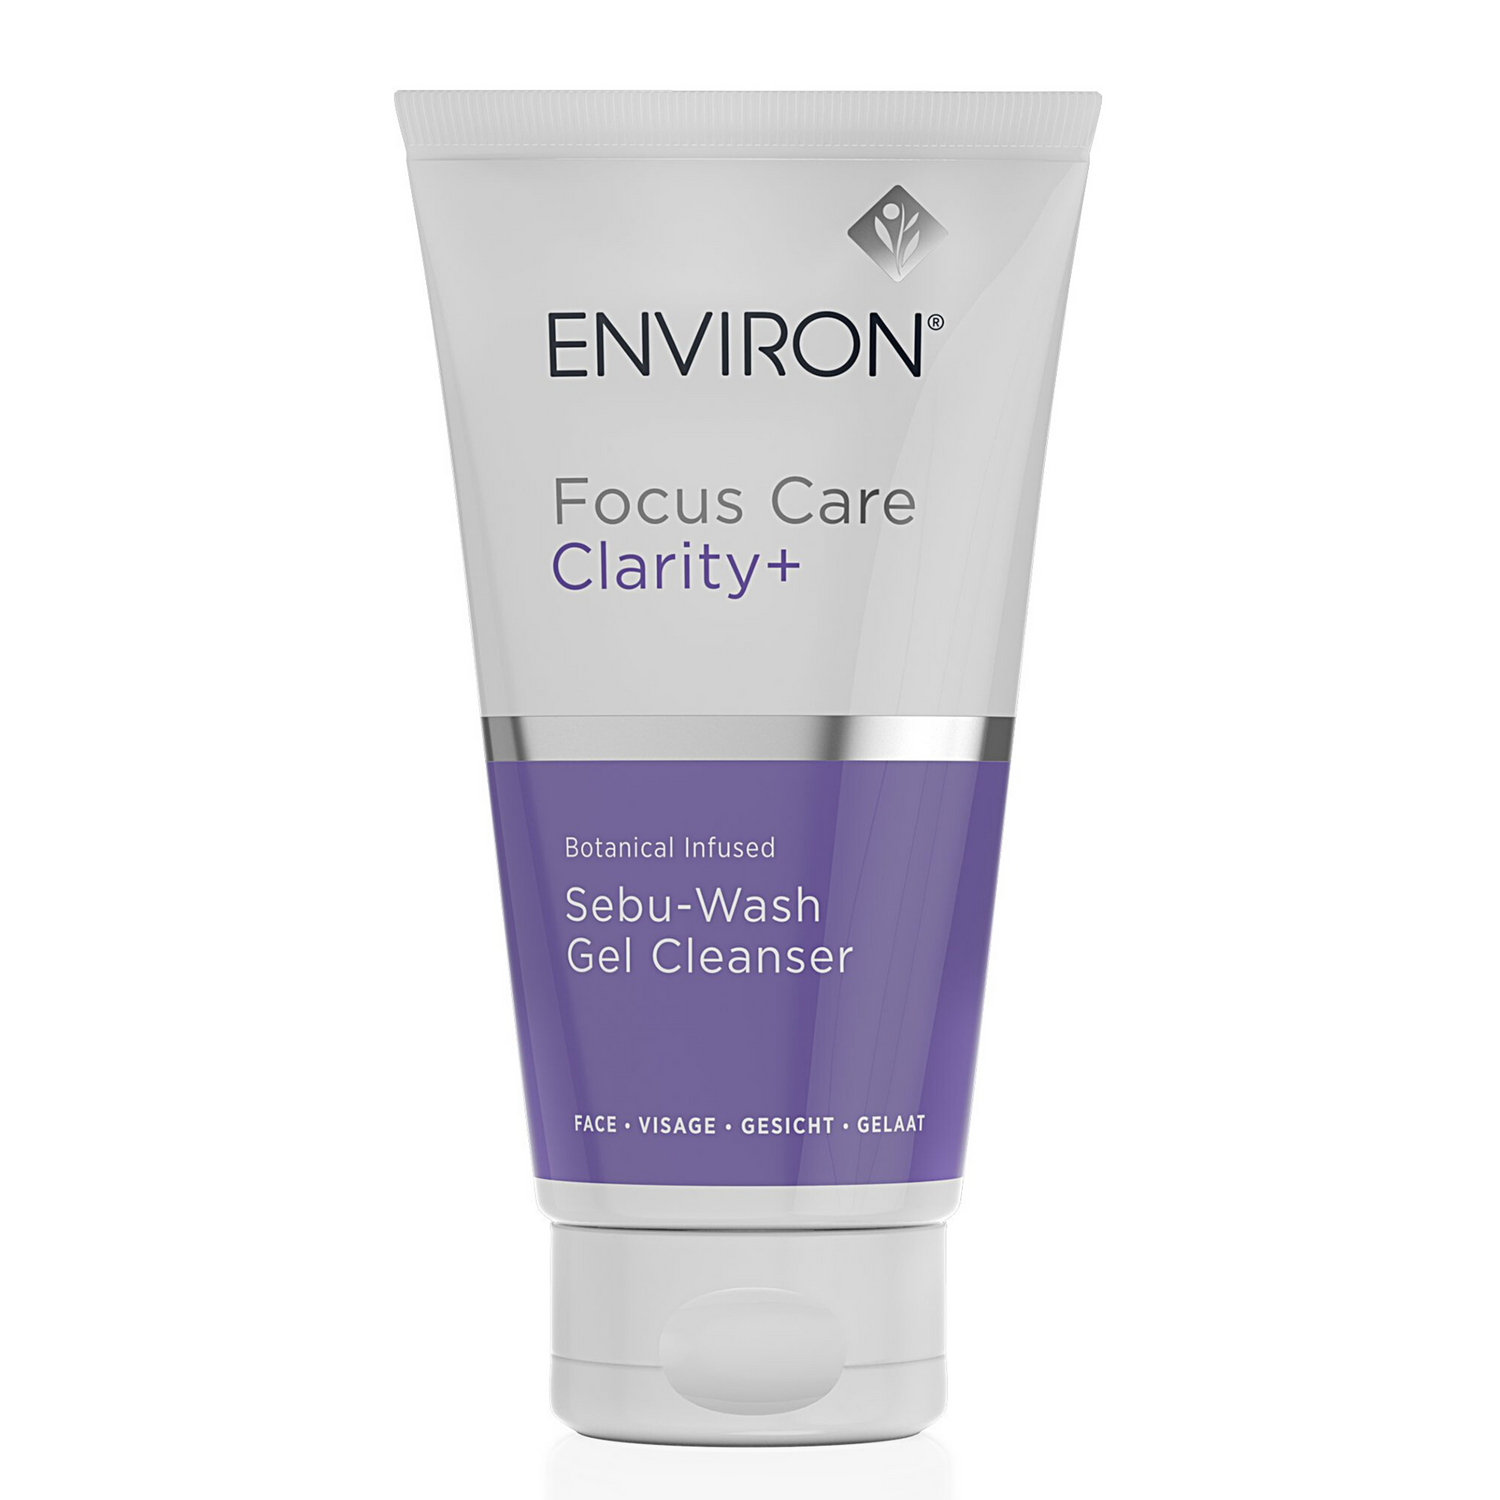 ENVIRON®
Focus Care
Clarity+
Botanical Infused
Sebu-Wash
Gel Cleanser
FACE • VISAGE • GESICHT • GELAAT